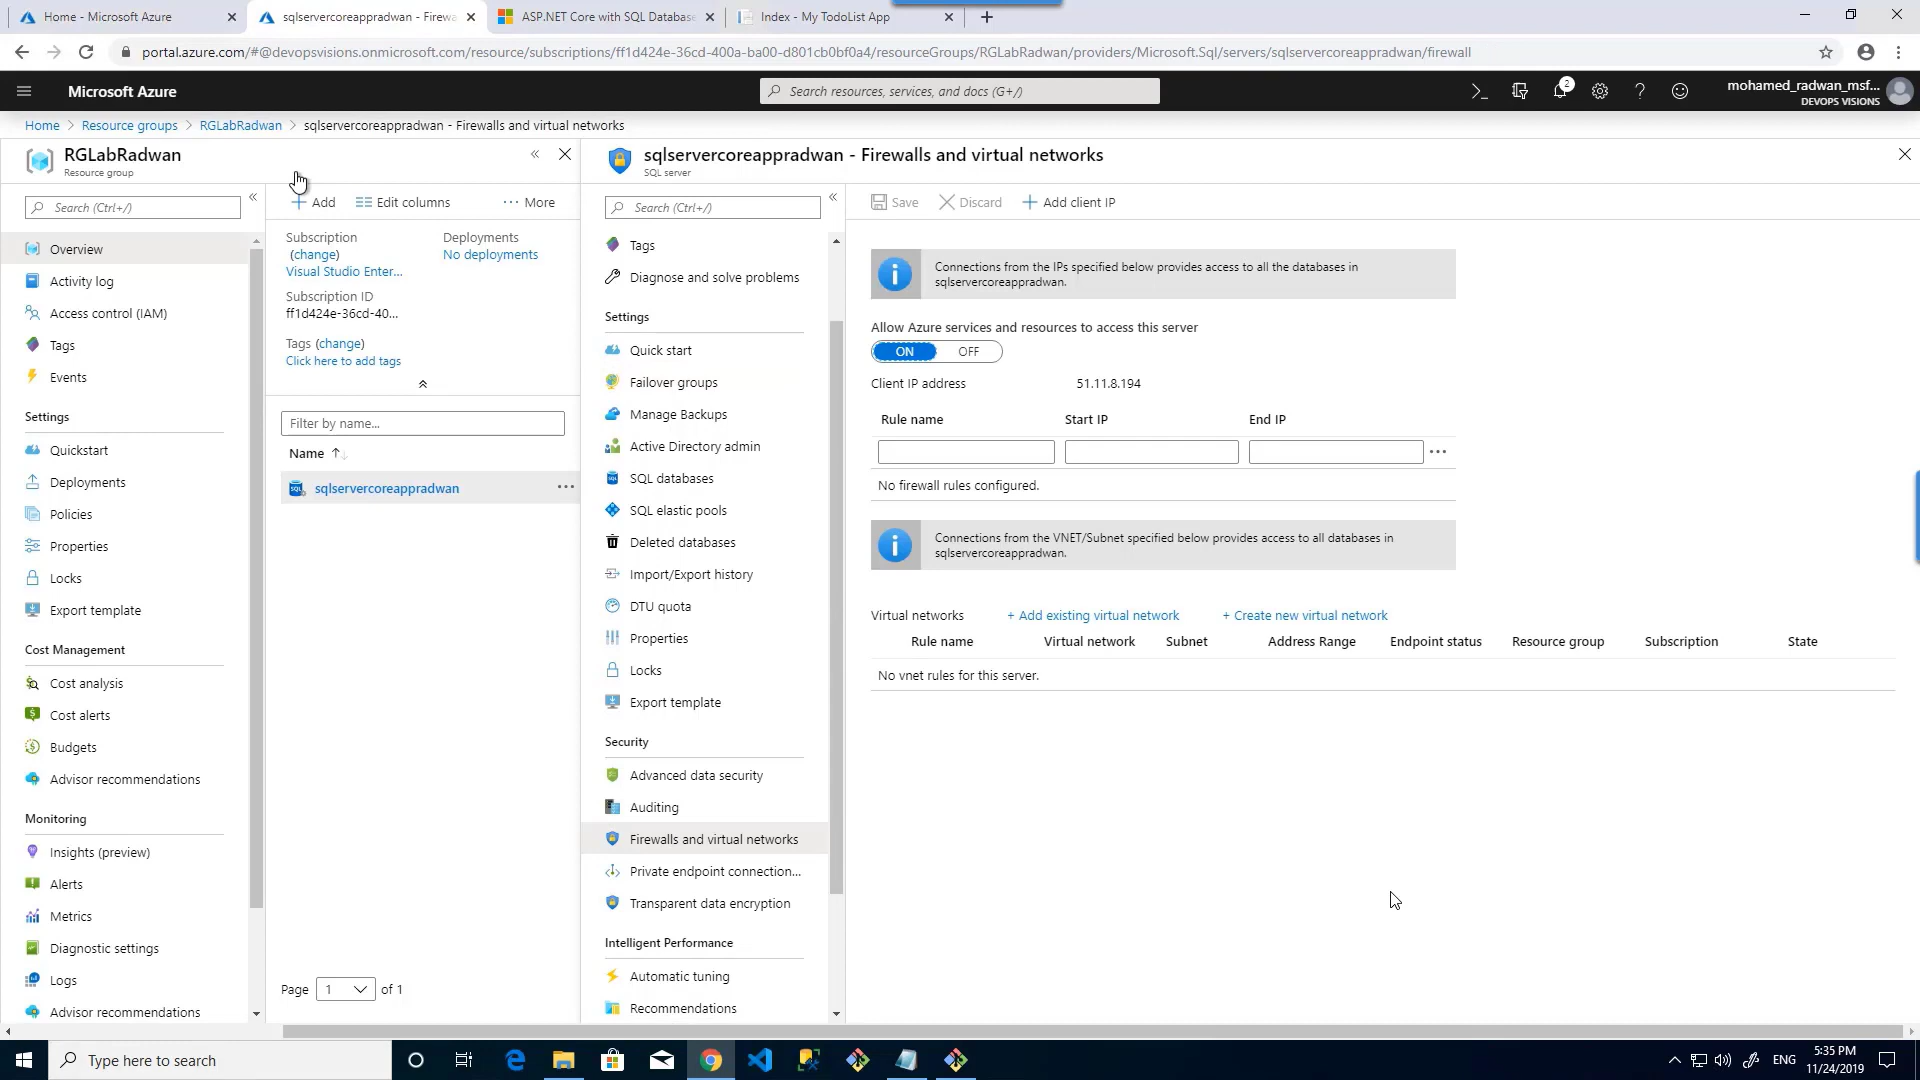 Home - Microsoft Azure
sqlservercoreappradwan - Firewa
ASP.NET Core with SQL Database
Index - My TodoList App
portal.azure.com/#@devopsvisions.onmicrosoft.com/resource/subscriptions/ff1d424e-36cd-400a-ba00-d801cb0bf0a4/resourceGroups/RGLabRadwan/providers/Microsoft.Sql/servers/sqlservercoreappradwan/firewall
Microsoft Azure
Search resources, services, and docs (G+/)
2
mohamed_radwan_msf...
DEVOPS VISIONS
Home > Resource groups > RGLabRadwan > sqlservercoreappradwan - Firewalls and virtual networks
RGLabRadwan
Resource group
Search (Ctrl+/)
Overview
Activity log
Access control (IAM)
Tags
Events
Settings
Quickstart
Deployments
Policies
Properties
Locks
Export template
Cost Management
Cost analysis
Cost alerts
Budgets
Advisor recommendations
Monitoring
Insights (preview)
Alerts
Metrics
Diagnostic settings
Logs
Advisor recommendations
Add
Edit columns
More
Subscription
(change)
Visual Studio Enter...
Subscription ID
ff1d424e-36cd-40...
Tags (change)
Click here to add tags
Deployments
No deployments
Filter by name...
Name
SQL
sqlservercoreappradwan
Page 1 of 1
sqlservercoreappradwan - Firewalls and virtual networks
SQL server
Search (Ctrl+/)
Tags
Diagnose and solve problems
Settings
Quick start
Failover groups
Manage Backups
Active Directory admin
SQL databases
SQL elastic pools
Deleted databases
Import/Export history
DTU quota
Properties
Locks
Export template
Security
Advanced data security
Auditing
Firewalls and virtual networks
Private endpoint connection...
Transparent data encryption
Intelligent Performance
Automatic tuning
Recommendations
Save
Discard
Add client IP
Connections from the IPs specified below provides access to all the databases in
sqlservercoreappradwan.
Allow Azure services and resources to access this server
ON OFF
Client IP address 51.11.8.194
Rule name Start IP End IP
No firewall rules configured.
Connections from the VNET/Subnet specified below provides access to all databases in
sqlservercoreappradwan.
Virtual networks + Add existing virtual network + Create new virtual network
Rule name Virtual network Subnet Address Range Endpoint status Resource group Subscription State
No vnet rules for this server.
Type here to search
ENG
5:35 PM
11/24/2019